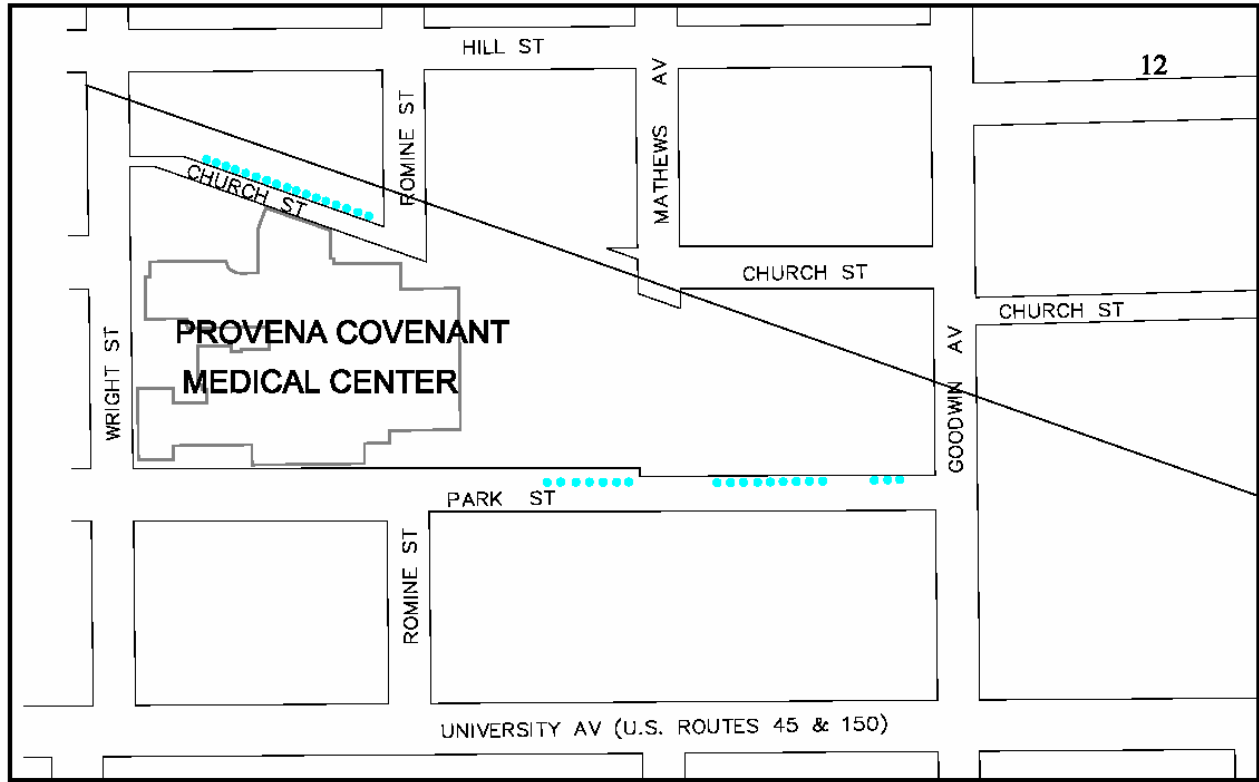 HILL ST
12
ROMINE ST
MATHEWS AV
CHURCH ST
CHURCH ST
CHURCH ST
PROVENA COVENANT
MEDICAL CENTER
WRIGHT ST
GOODWIN AV
PARK ST
ROMINE ST
UNIVERSITY AV (U.S. ROUTES 45 & 150)